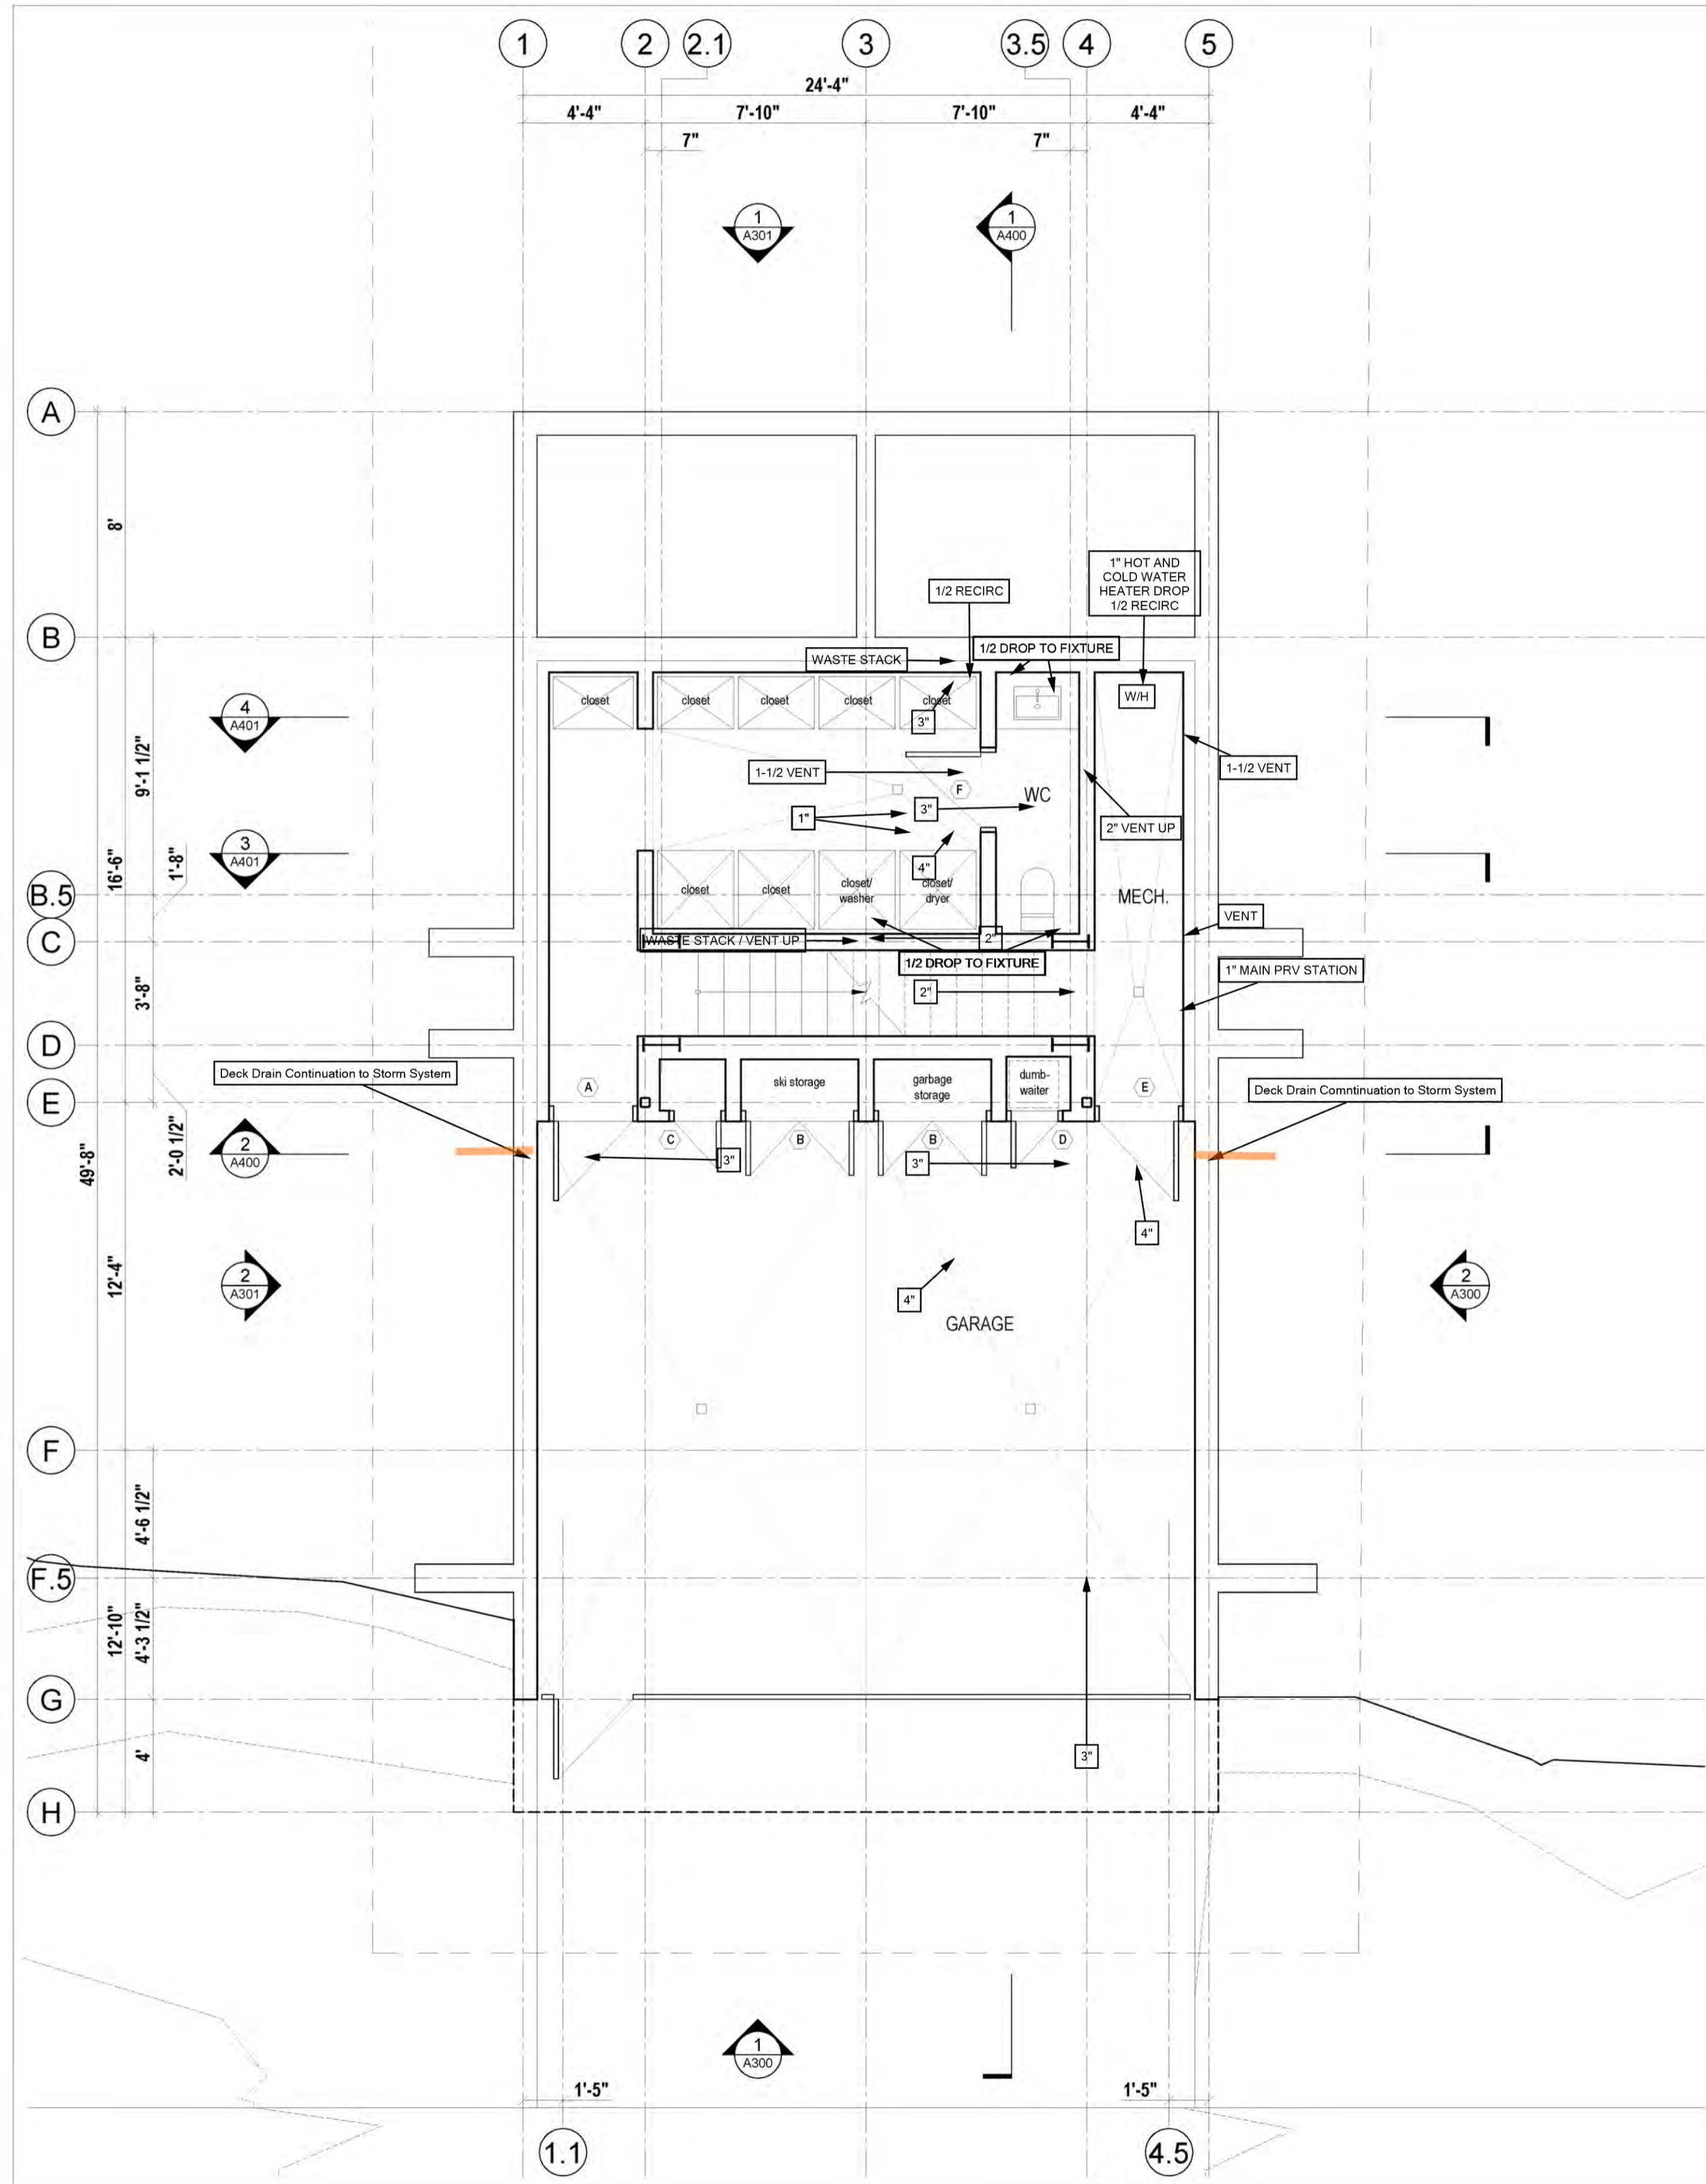 1
2
2.1
3
3.5
4
5
24'-4"
4'-4"
7'-10"
7'-10"
4'-4"
7"
7"
1
A301
1
A400
A
8'
1" HOT AND
COLD WATER
HEATER DROP
1/2 RECIRC
1/2 RECIRC
B
WASTE STACK
1/2 DROP TO FIXTURE
closet
closet
closet
closet
closet
W/H
3"
4
A401
9'-1 1/2"
1-1/2 VENT
F
WC
1-1/2 VENT
1"
3"
2" VENT UP
3
A401
16'-6"
1'-8"
4"
closet
closet
closet/
washer
closet/
dryer
B.5
MECH.
VENT
C
WASTE STACK / VENT UP
2"
1/2 DROP TO FIXTURE
1" MAIN PRV STATION
3'-8"
2"
D
Deck Drain Continuation to Storm System
A
ski storage
garbage
storage
dumb-
waiter
E
Deck Drain Comntinuation to Storm System
E
2
A400
2'-0 1/2"
C
B
B
D
3"
3"
49'-8"
4"
12'-4"
2
A301
4"
2
A300
GARAGE
F
4'-6 1/2"
F.5
12'-10"
4'-3 1/2"
G
4'
3"
H
1
A300
1'-5"
1'-5"
1.1
4.5